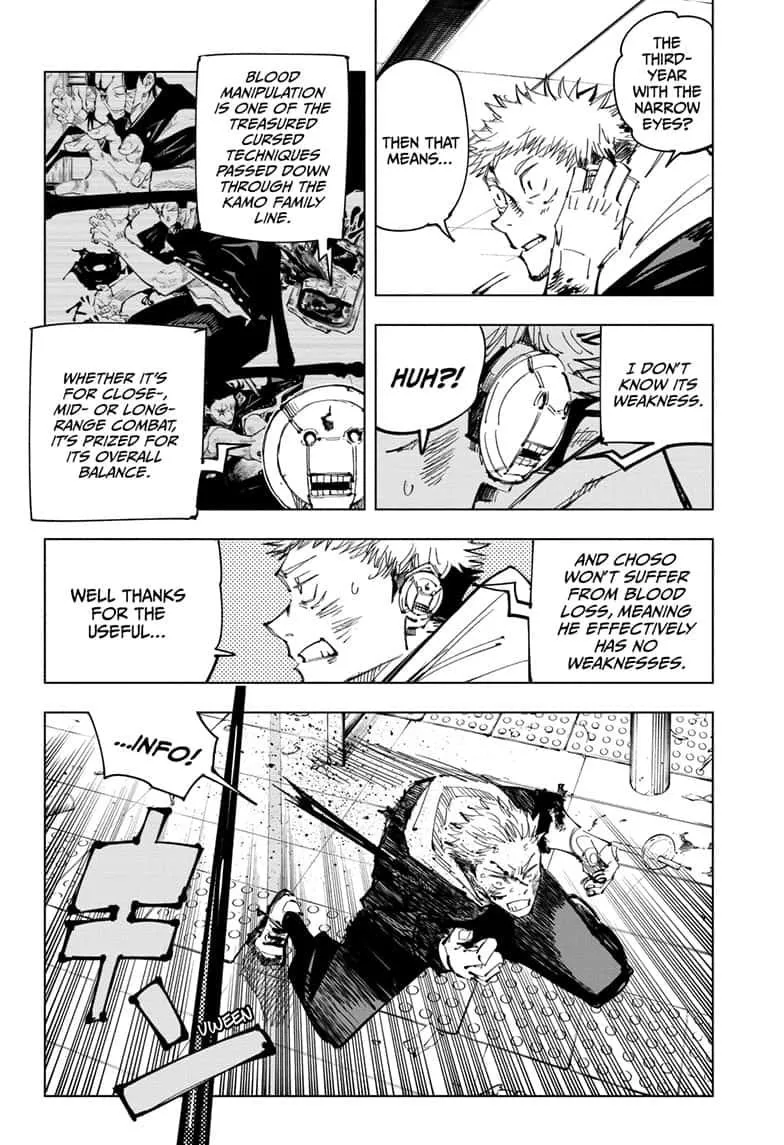 THE
THIRD-
YEAR
WITH THE
NARROW
EYES?
THEN THAT
MEANS...
BLOOD
MANIPULATION
IS ONE OF THE
TREASURED
CURSED
TECHNIQUES
PASSED DOWN
THROUGH THE
KAMO FAMILY
LINE.
WHETHER IT'S
FOR CLOSE-,
MID- OR LONG-
RANGE COMBAT,
IT'S PRIZED FOR
ITS OVERALL
BALANCE.
I DON'T
KNOW ITS
WEAKNESS.
HUH?!
AND CHOSO
WON'T SUFFER
FROM BLOOD
LOSS, MEANING
HE EFFECTIVELY
HAS NO
WEAKNESSES.
WELL THANKS
FOR THE
USEFUL...
...INFO!
キン
VWEEN